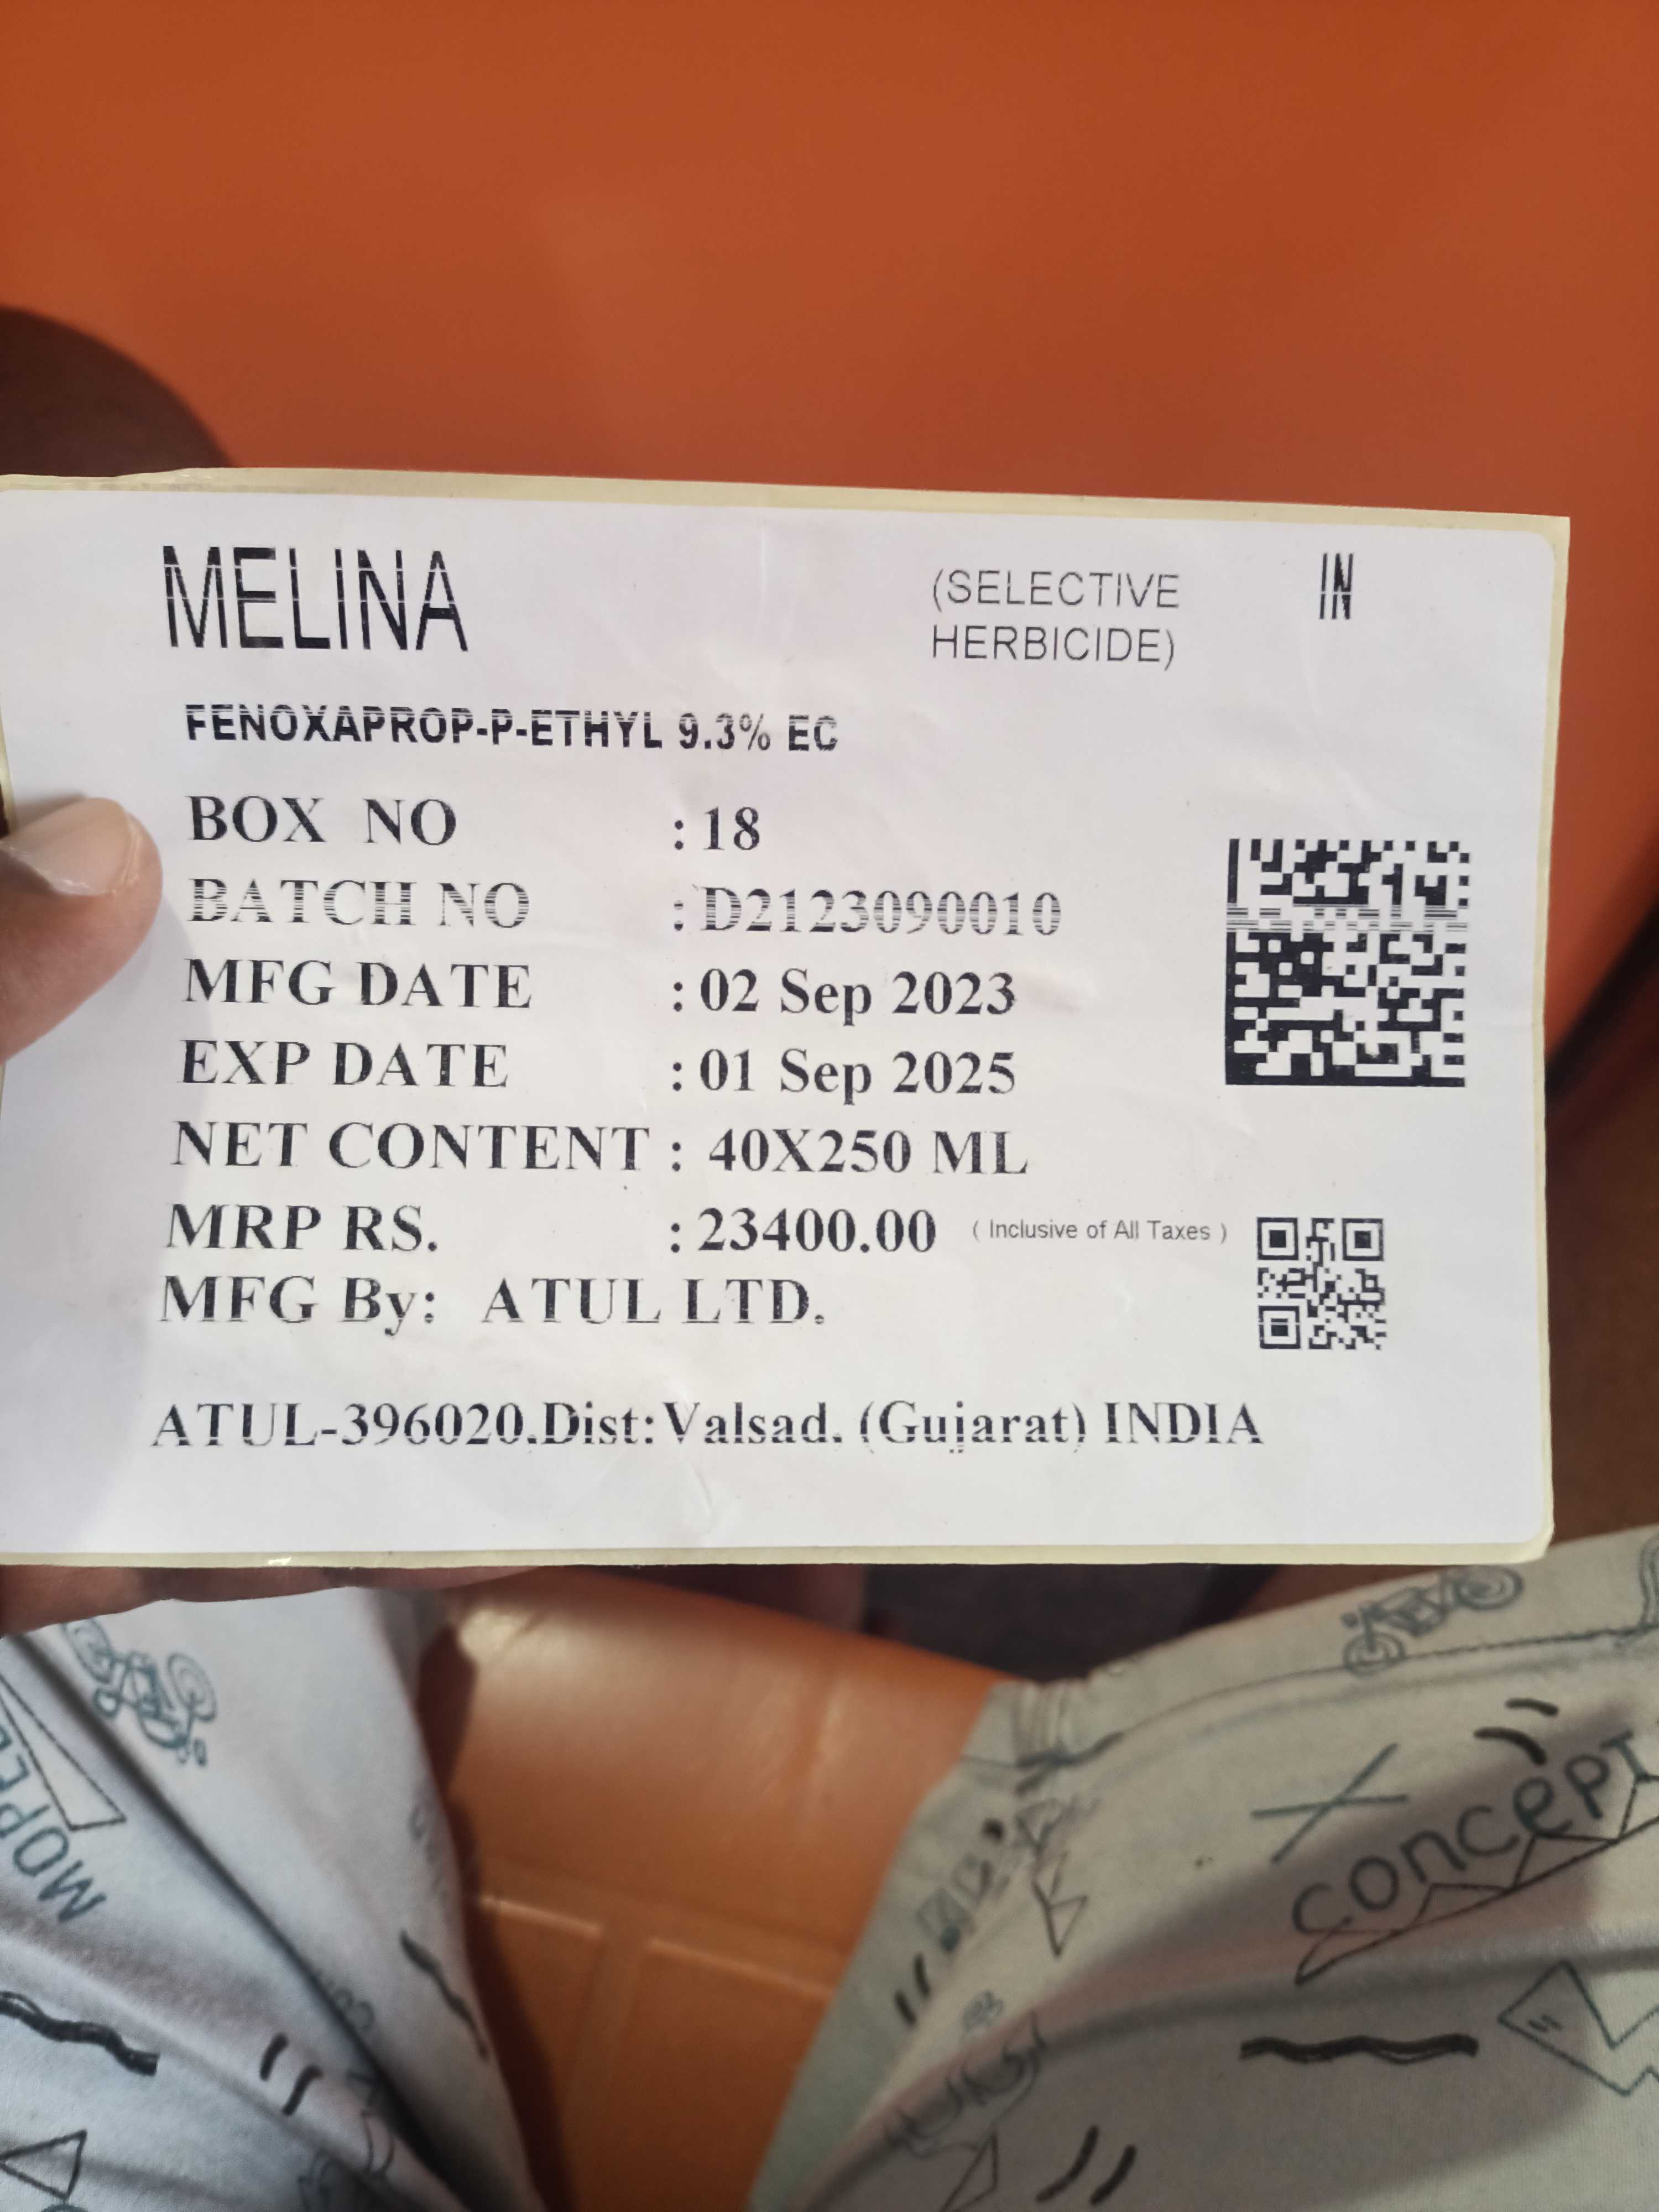 MELINA
(SELECTIVE
HERBICIDE)
IN
FENOXAPROP-P-ETHYL 9.3% EC
BOX NO : 18
BATCH NO : D2123090010
MFG DATE : 02 Sep 2023
EXP DATE : 01 Sep 2025
NET CONTENT : 40X250 ML
MRP RS. : 23400.00 ( Inclusive of All Taxes )
MFG By: ATUL LTD.
ATUL-396020.Dist:Valsad. (Gujarat) INDIA
concept